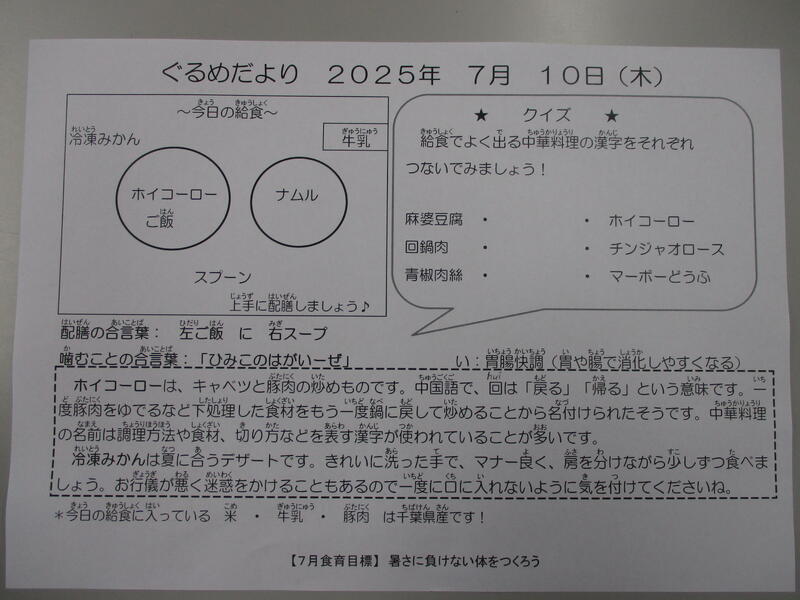 ぐるめだより　２０２５年　７月　１０日（木）
～今日の給食～
冷凍みかん
牛乳
ホイコーロー
ご飯
ナムル
スプーン
上手に配膳しましょう♪
★　クイズ　★
給食でよく出る中華料理の漢字をそれぞれ
つないでみましょう！
麻婆豆腐　・　　　・　ホイコーロー
回鍋肉　・　　　・　チンジャオロース
青椒肉絲　・　　　・　マーボーどうふ
配膳の合言葉：　左ご飯　に　右スープ
噛むことの合言葉：「ひみこのはがいーぜ」　い：胃腸快調（胃や腸で消化しやすくなる）
ホイコーローは、キャベツと豚肉の炒めものです。中国語で、回は「戻る」「帰る」という意味です。一
度豚肉をゆでるなど下処理した食材をもう一度鍋に戻して炒めることから名付けられたそうです。中華料理
の名前は調理方法や食材、切り方などを表す漢字が使われていることが多いです。
冷凍みかんは夏に合うデザートです。きれいに洗った手で、マナー良く、房を分けながら少しずつ食べま
しょう。お行儀が悪く迷惑をかけることもあるので一度に口に入れないように気を付けてくださいね。
＊今日の給食に入っている　米　・　牛乳　・　豚肉　は千葉県産です！
【７月食育目標】 暑さに負けない体をつくろう